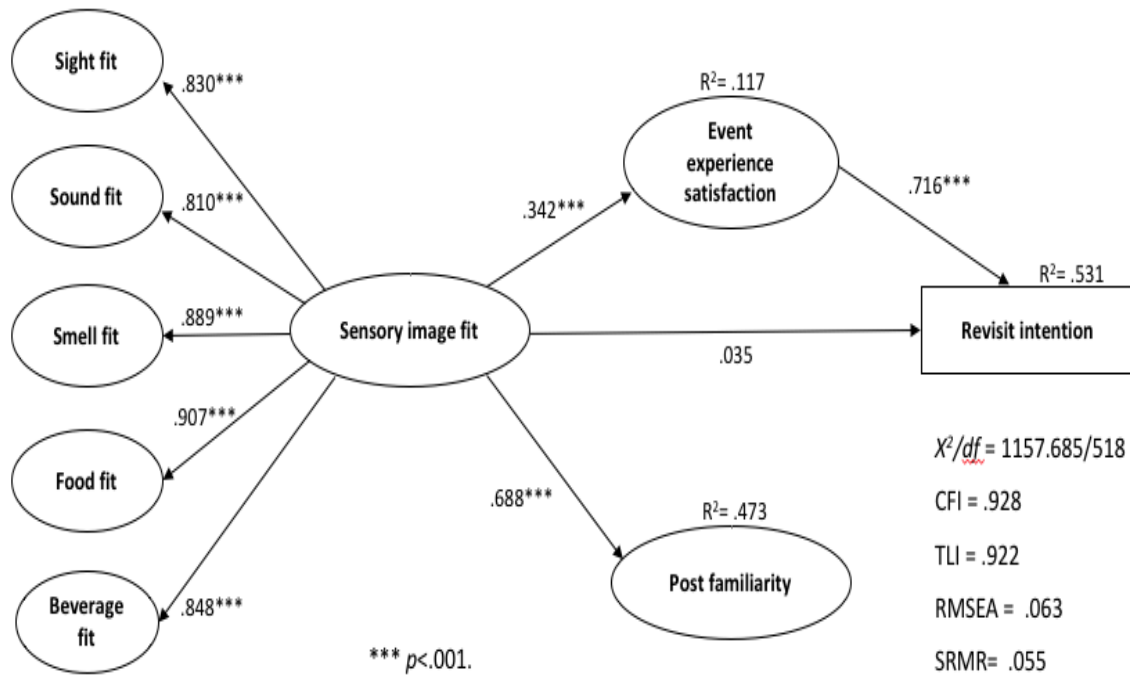 Sight fit
.830***
Sound fit
.810***
Smell fit
.889***
Food fit
.907***
Beverage
fit
.848***
Sensory image fit
.342***
R²= .117
Event
experience
satisfaction
.716***
R²= .531
Revisit intention
.035
.688***
R²= .473
Post familiarity
*** p<.001.
X²/df = 1157.685/518
CFI = .928
TLI = .922
RMSEA = .063
SRMR= .055